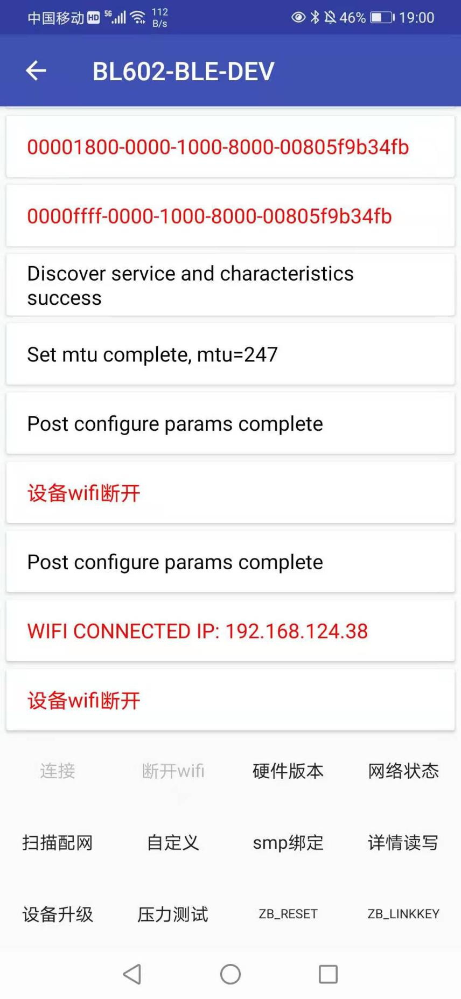 中国移动 HD 5G 112 B/s 46% 19:00
BL602-BLE-DEV
00001800-0000-1000-8000-00805f9b34fb
0000ffff-0000-1000-8000-00805f9b34fb
Discover service and characteristics
success
Set mtu complete, mtu=247
Post configure params complete
设备wifi断开
Post configure params complete
WIFI CONNECTED IP: 192.168.124.38
设备wifi断开
连接 断开wifi 硬件版本 网络状态
扫描配网 自定义 smp绑定 详情读写
设备升级 压力测试 ZB_RESET ZB_LINKKEY